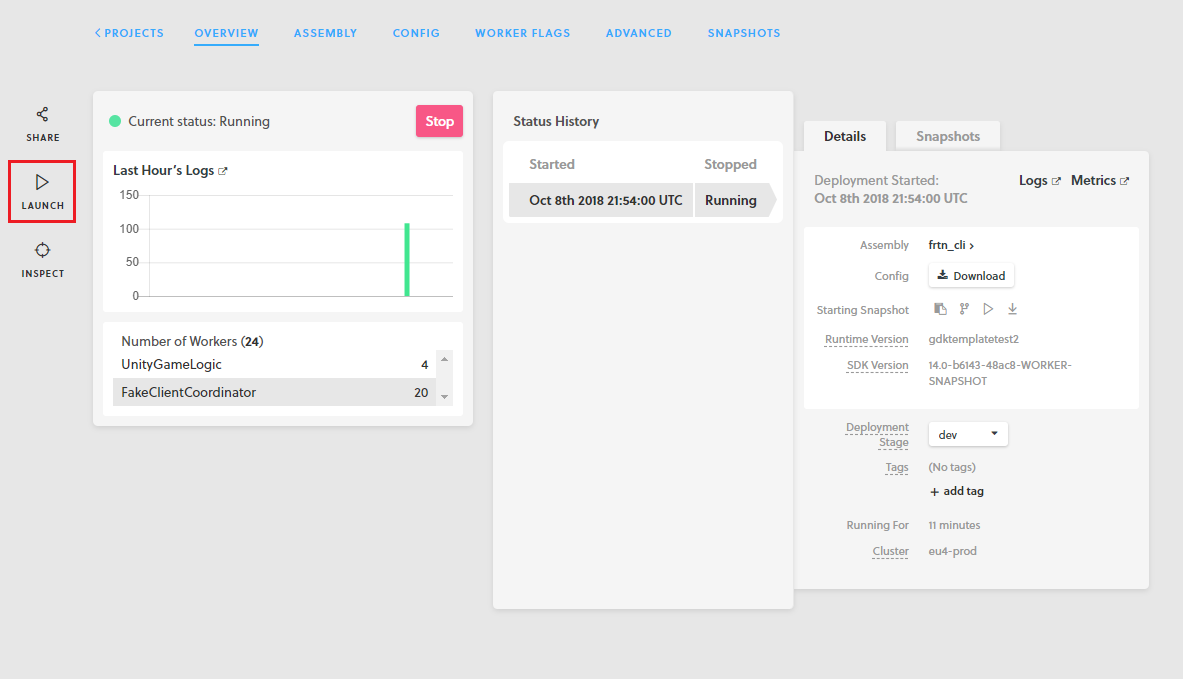 PROJECTS OVERVIEW ASSEMBLY CONFIG WORKER FLAGS ADVANCED SNAPSHOTS
SHARE
LAUNCH
INSPECT
Current status: Running
Stop
Last Hour's Logs
150
100
50
0
Number of Workers (24)
UnityGameLogic 4
FakeClientCoordinator 20
Status History
Started Stopped
Oct 8th 2018 21:54:00 UTC Running
Details Snapshots
Deployment Started:
Oct 8th 2018 21:54:00 UTC
Logs Metrics
Assembly frtn_cli ›
Config Download
Starting Snapshot
Runtime Version gdktemplatetest2
SDK Version 14.0-b6143-48ac8-WORKER-
SNAPSHOT
Deployment
Stage
dev
Tags (No tags)
+ add tag
Running For 11 minutes
Cluster eu4-prod